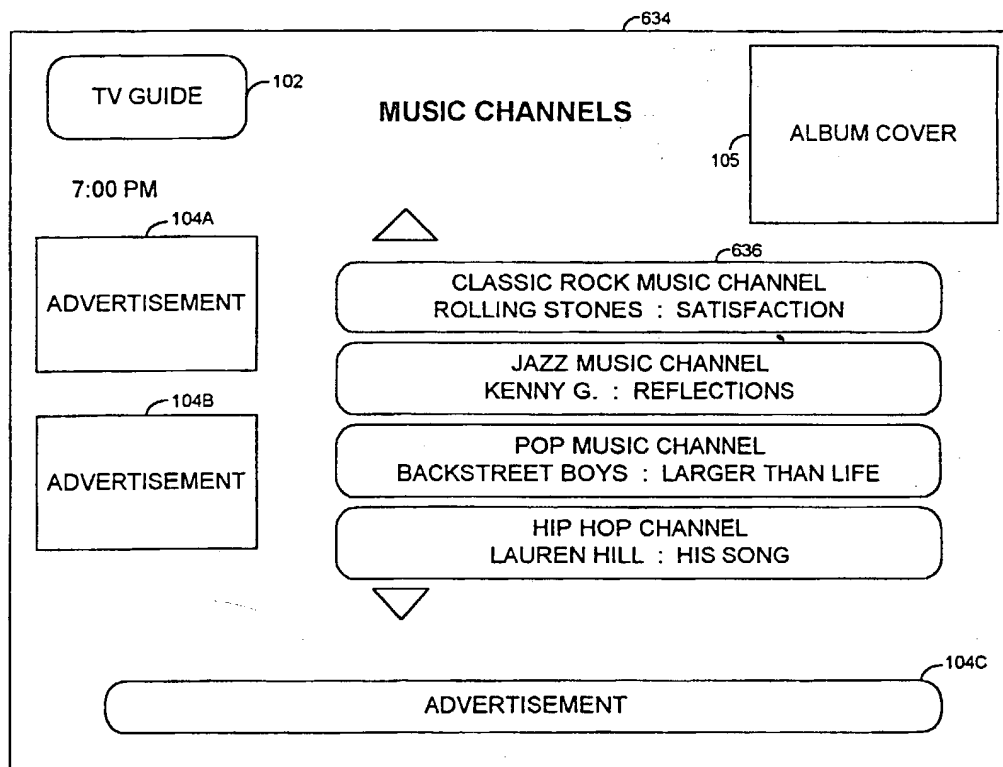 634
TV GUIDE
102
MUSIC CHANNELS
105
ALBUM COVER
7:00 PM
104A
ADVERTISEMENT
104B
ADVERTISEMENT
636
CLASSIC ROCK MUSIC CHANNEL
ROLLING STONES : SATISFACTION
JAZZ MUSIC CHANNEL
KENNY G. : REFLECTIONS
POP MUSIC CHANNEL
BACKSTREET BOYS : LARGER THAN LIFE
HIP HOP CHANNEL
LAUREN HILL : HIS SONG
104C
ADVERTISEMENT